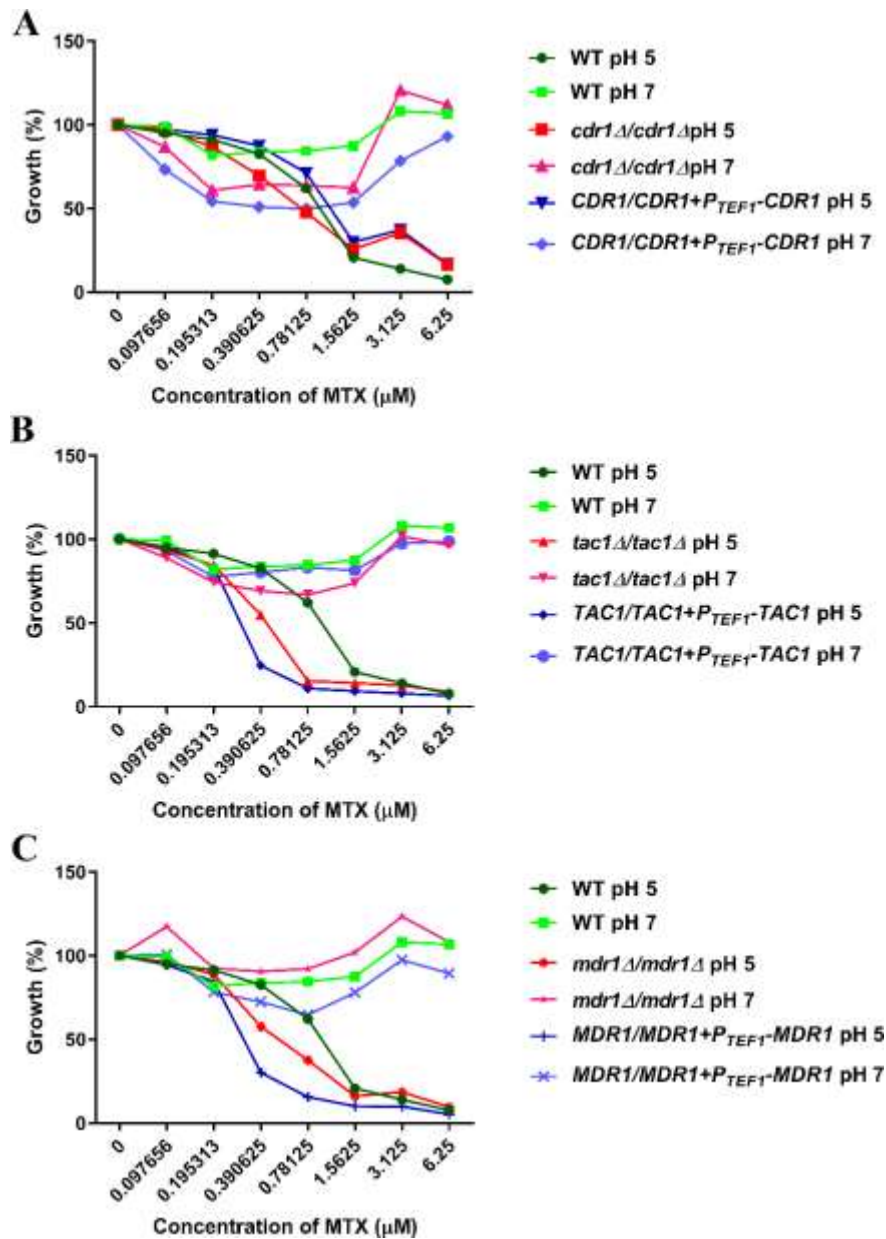 A
150
100
50
0
Growth (%)
0
0.097656
0.195313
0.390625
0.78125
1.5625
3.125
6.25
Concentration of MTX (μM)
WT pH 5
WT pH 7
cdr1Δ/cdr1ΔpH 5
cdr1Δ/cdr1ΔpH 7
CDR1/CDR1+PTEF1-CDR1 pH 5
CDR1/CDR1+PTEF1-CDR1 pH 7
B
150
100
50
0
Growth (%)
0
0.097656
0.195313
0.390625
0.78125
1.5625
3.125
6.25
Concentration of MTX (μM)
WT pH 5
WT pH 7
tac1Δ/tac1Δ pH 5
tac1Δ/tac1Δ pH 7
TAC1/TAC1+PTEF1-TAC1 pH 5
TAC1/TAC1+PTEF1-TAC1 pH 7
C
150
100
50
0
Growth (%)
0
0.097656
0.195313
0.390625
0.78125
1.5625
3.125
6.25
Concentration of MTX (μM)
WT pH 5
WT pH 7
mdr1Δ/mdr1Δ pH 5
mdr1Δ/mdr1Δ pH 7
MDR1/MDR1+PTEF1-MDR1 pH 5
MDR1/MDR1+PTEF1-MDR1 pH 7